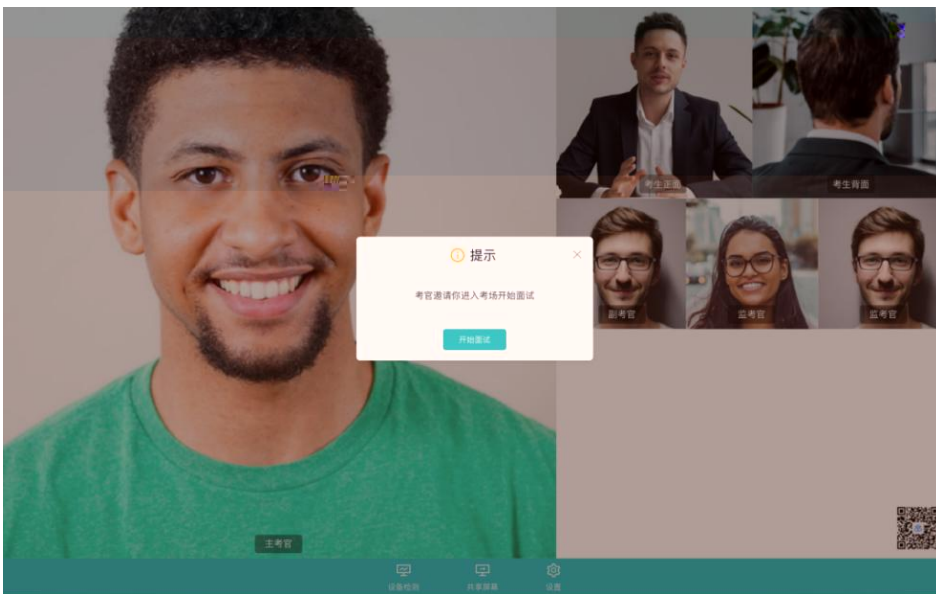 考生正面
考生背面
提示
考官邀请你进入考场开始面试
开始面试
副考官
监考官
监考官
主考官
设备检测
共享屏幕
设置